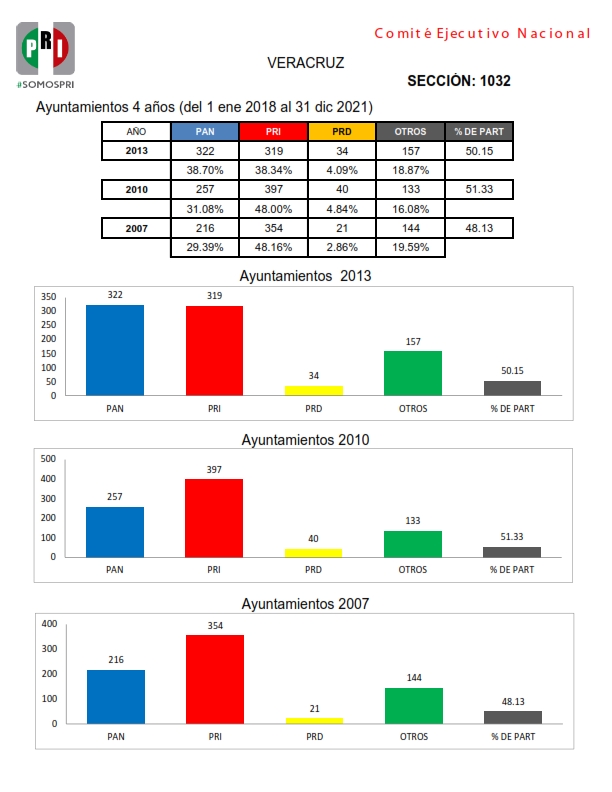 Comité Ejecutivo Nacional
PRI
#SOMOSPRI
VERACRUZ
SECCIÓN: 1032
Ayuntamientos 4 años (del 1 ene 2018 al 31 dic 2021)
AÑO PAN PRI PRD OTROS % DE PART
2013 322 319 34 157 50.15
38.70% 38.34% 4.09% 18.87%
2010 257 397 40 133 51.33
31.08% 48.00% 4.84% 16.08%
2007 216 354 21 144 48.13
29.39% 48.16% 2.86% 19.59%
Ayuntamientos 2013
350
300
250
200
150
100
50
0
322 319 34 157 50.15
PAN PRI PRD OTROS % DE PART
Ayuntamientos 2010
500
400
300
200
100
0
257 397 40 133 51.33
PAN PRI PRD OTROS % DE PART
Ayuntamientos 2007
400
300
200
100
0
216 354 21 144 48.13
PAN PRI PRD OTROS % DE PART